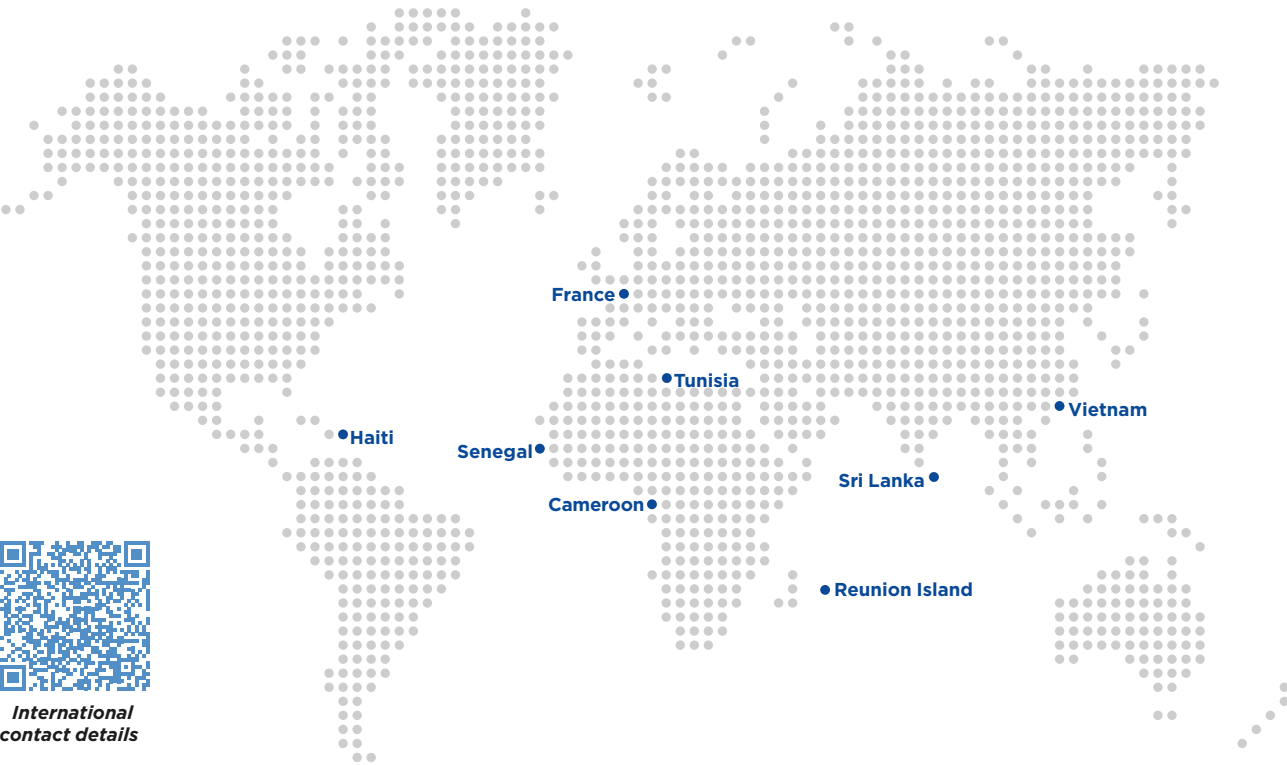 France
Tunisia
Vietnam
Haiti
Senegal
Sri Lanka
Cameroon
Reunion Island
International
contact details